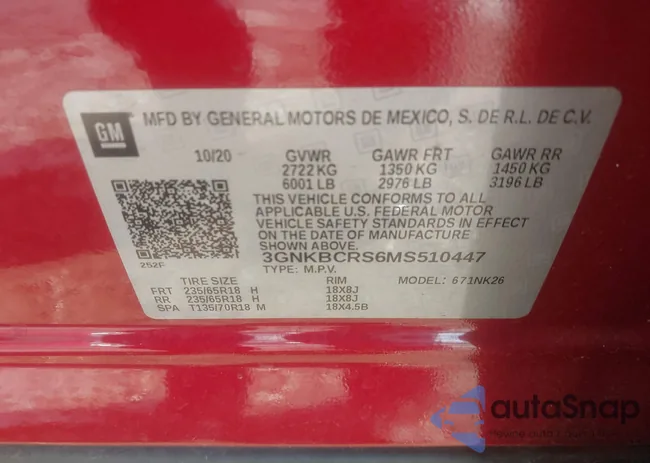 GM MFD BY GENERAL MOTORS DE MEXICO, S. DE R.L. DE C.V.
10/20 GVWR GAWR FRT GAWR RR
2722 KG 1350 KG 1450 KG
6001 LB 2976 LB 3196 LB
THIS VEHICLE CONFORMS TO ALL
APPLICABLE U.S. FEDERAL MOTOR
VEHICLE SAFETY STANDARDS IN EFFECT
ON THE DATE OF MANUFACTURE
SHOWN ABOVE.
252F 3GNKBCRS6MS510447
TYPE: M.P.V. MODEL: 671NK26
TIRE SIZE RIM
FRT 235/65R18 H 18X8J
RR 235/65R18 H 18X8J
SPA T135/70R18 M 18X4.5B
autaSnap